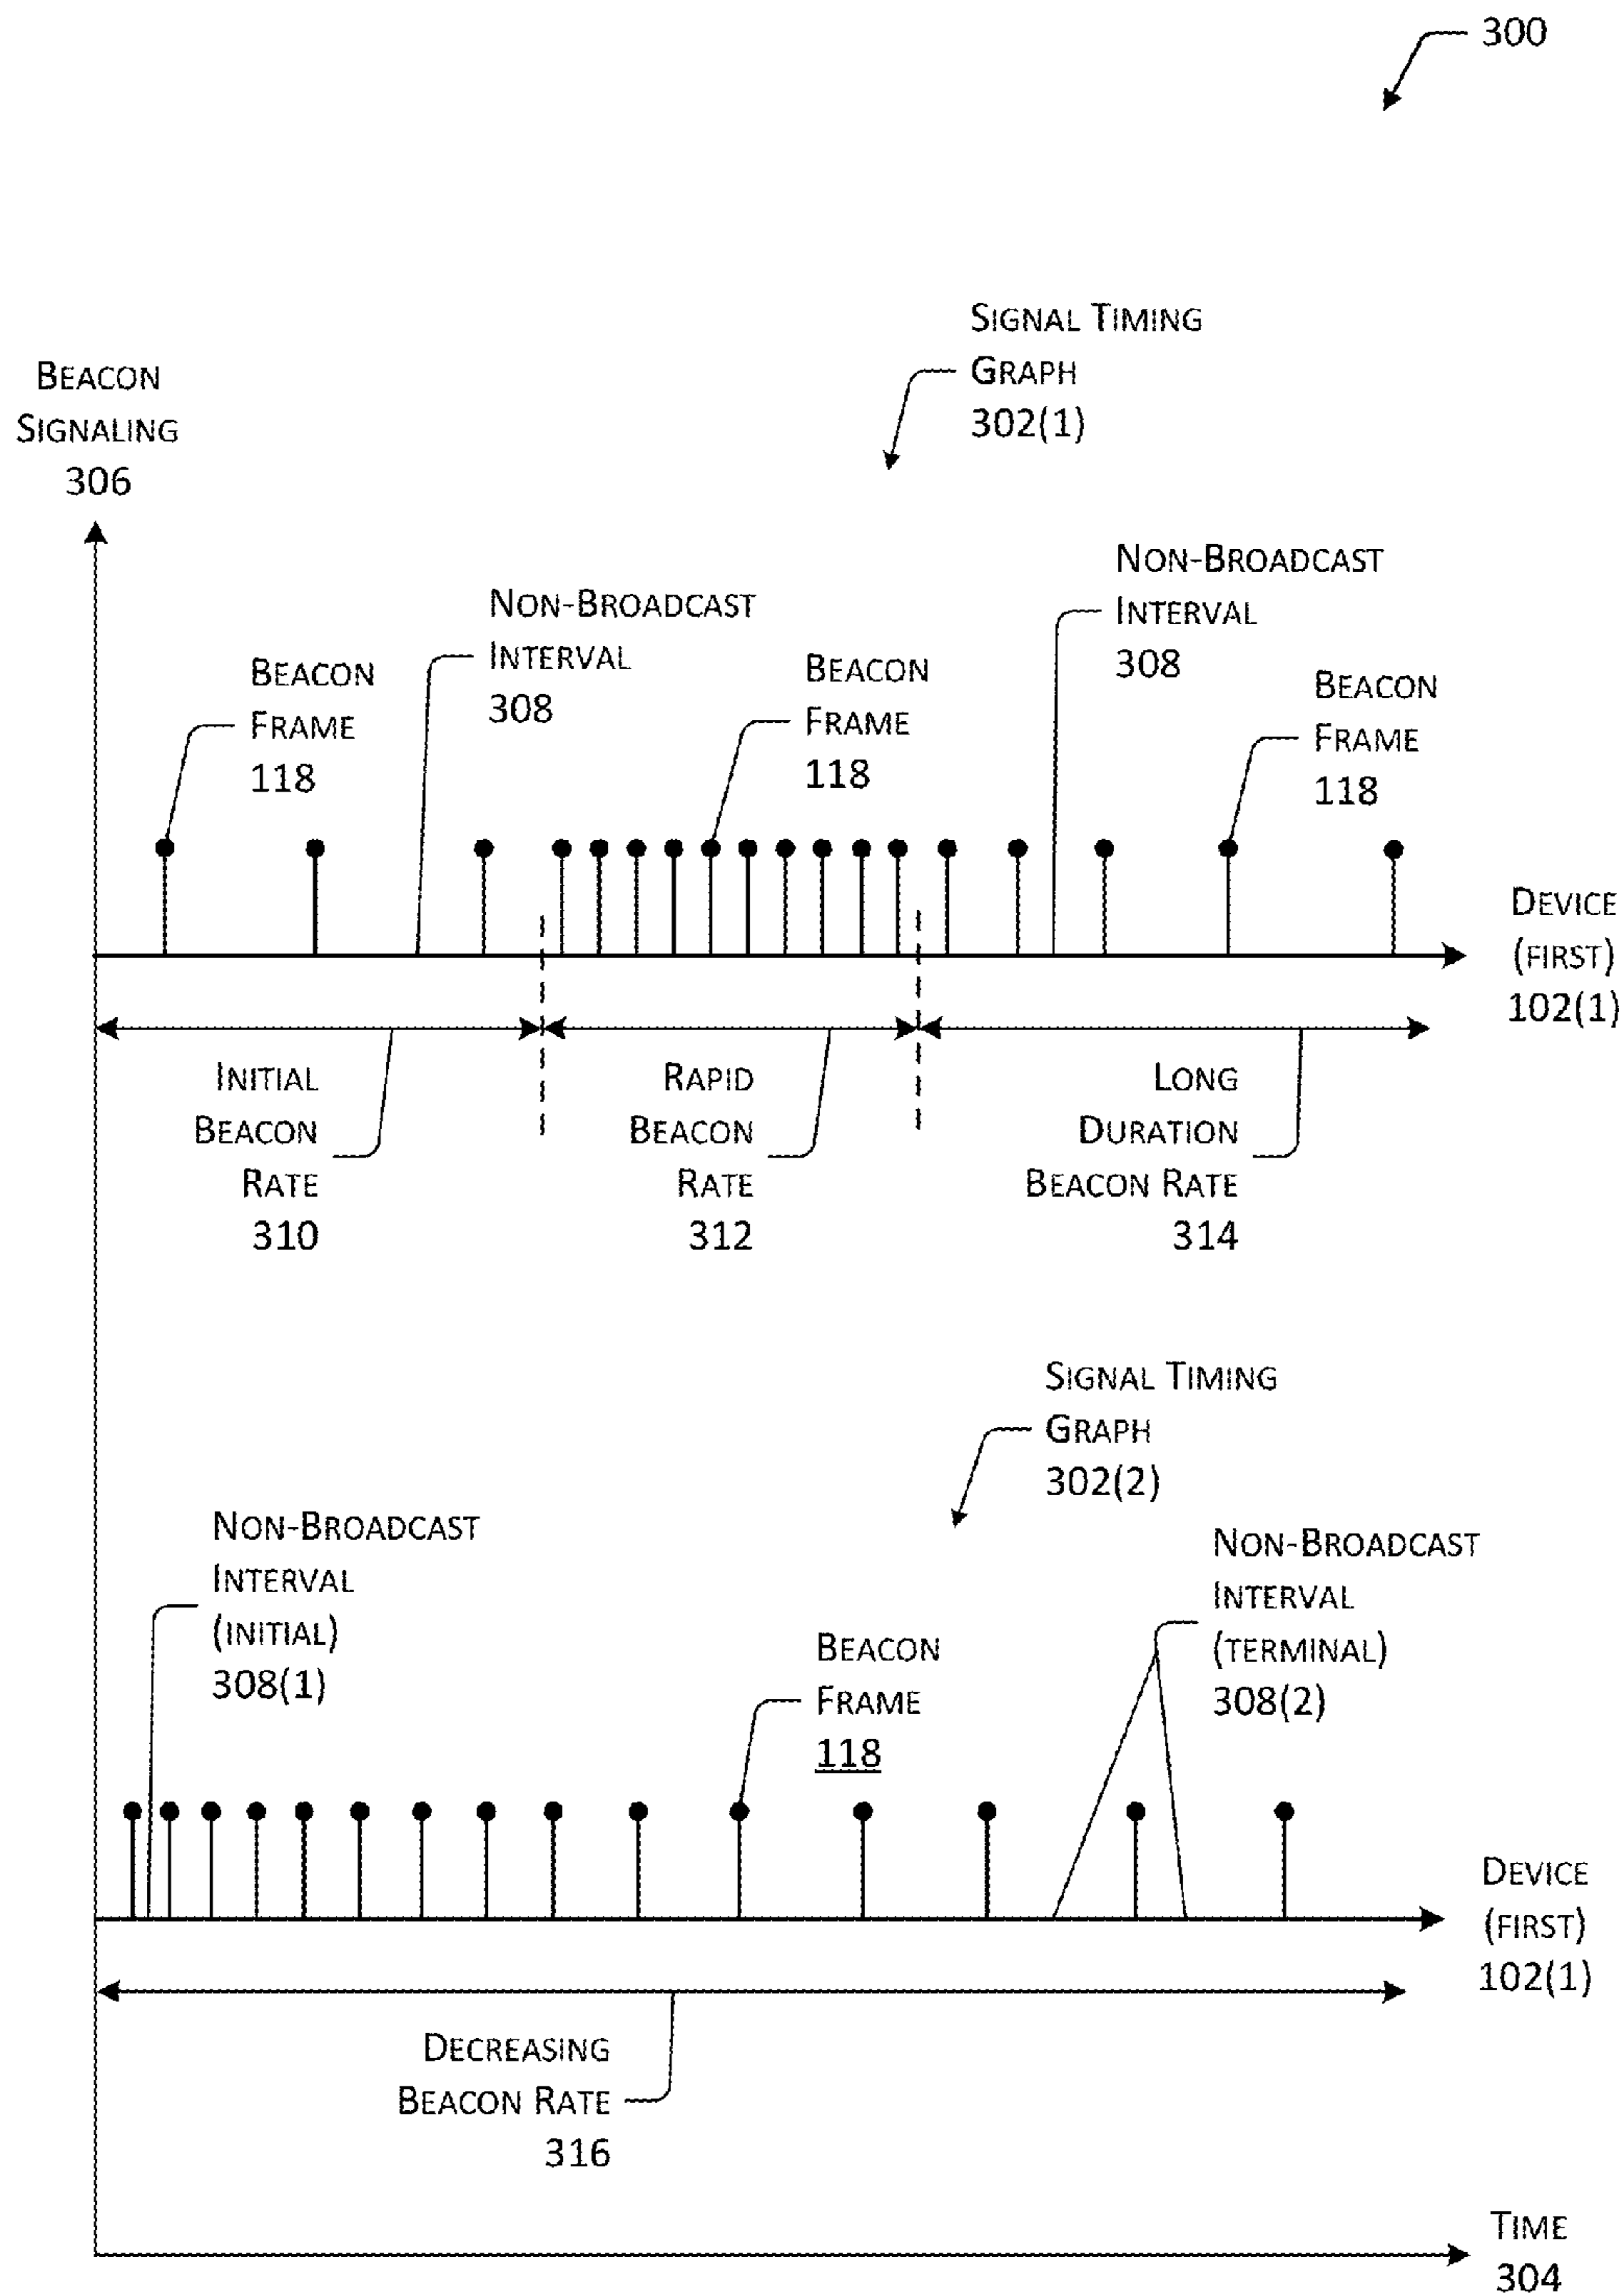 300
SIGNAL TIMING
GRAPH
302(1)
BEACON
SIGNALING
306
NON-BROADCAST
INTERVAL
308
NON-BROADCAST
INTERVAL
308
BEACON
FRAME
118
BEACON
FRAME
118
BEACON
FRAME
118
DEVICE
(FIRST)
102(1)
INITIAL
BEACON
RATE
310
RAPID
BEACON
RATE
312
LONG
DURATION
BEACON RATE
314
SIGNAL TIMING
GRAPH
302(2)
NON-BROADCAST
INTERVAL
(INITIAL)
308(1)
NON-BROADCAST
INTERVAL
(TERMINAL)
308(2)
BEACON
FRAME
118
DEVICE
(FIRST)
102(1)
DECREASING
BEACON RATE
316
TIME
304